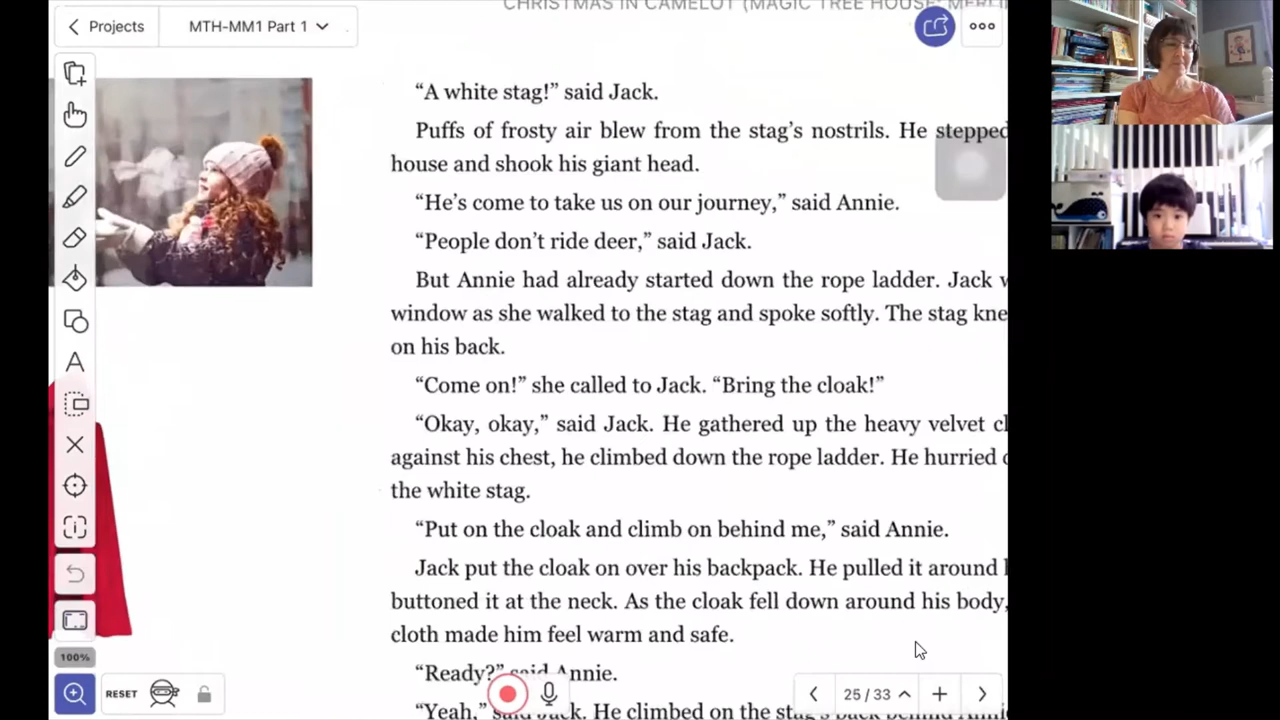 CHRISTMAS IN CAMELOT (MAGIC TREE HOUSE: MERLI
Projects
MTH-MM1 Part 1
“A white stag!” said Jack.
Puffs of frosty air blew from the stag’s nostrils. He stepped
house and shook his giant head.
“He’s come to take us on our journey,” said Annie.
“People don’t ride deer,” said Jack.
But Annie had already started down the rope ladder. Jack w
window as she walked to the stag and spoke softly. The stag kne
on his back.
“Come on!” she called to Jack. “Bring the cloak!”
“Okay, okay,” said Jack. He gathered up the heavy velvet cl
against his chest, he climbed down the rope ladder. He hurried
the white stag.
“Put on the cloak and climb on behind me,” said Annie.
Jack put the cloak on over his backpack. He pulled it around
buttoned it at the neck. As the cloak fell down around his body,
cloth made him feel warm and safe.
“Ready?” said Annie.
“Yeah,” said Jack. He climbed on the stag’s back behind Annie
A
100%
RESET
25 / 33